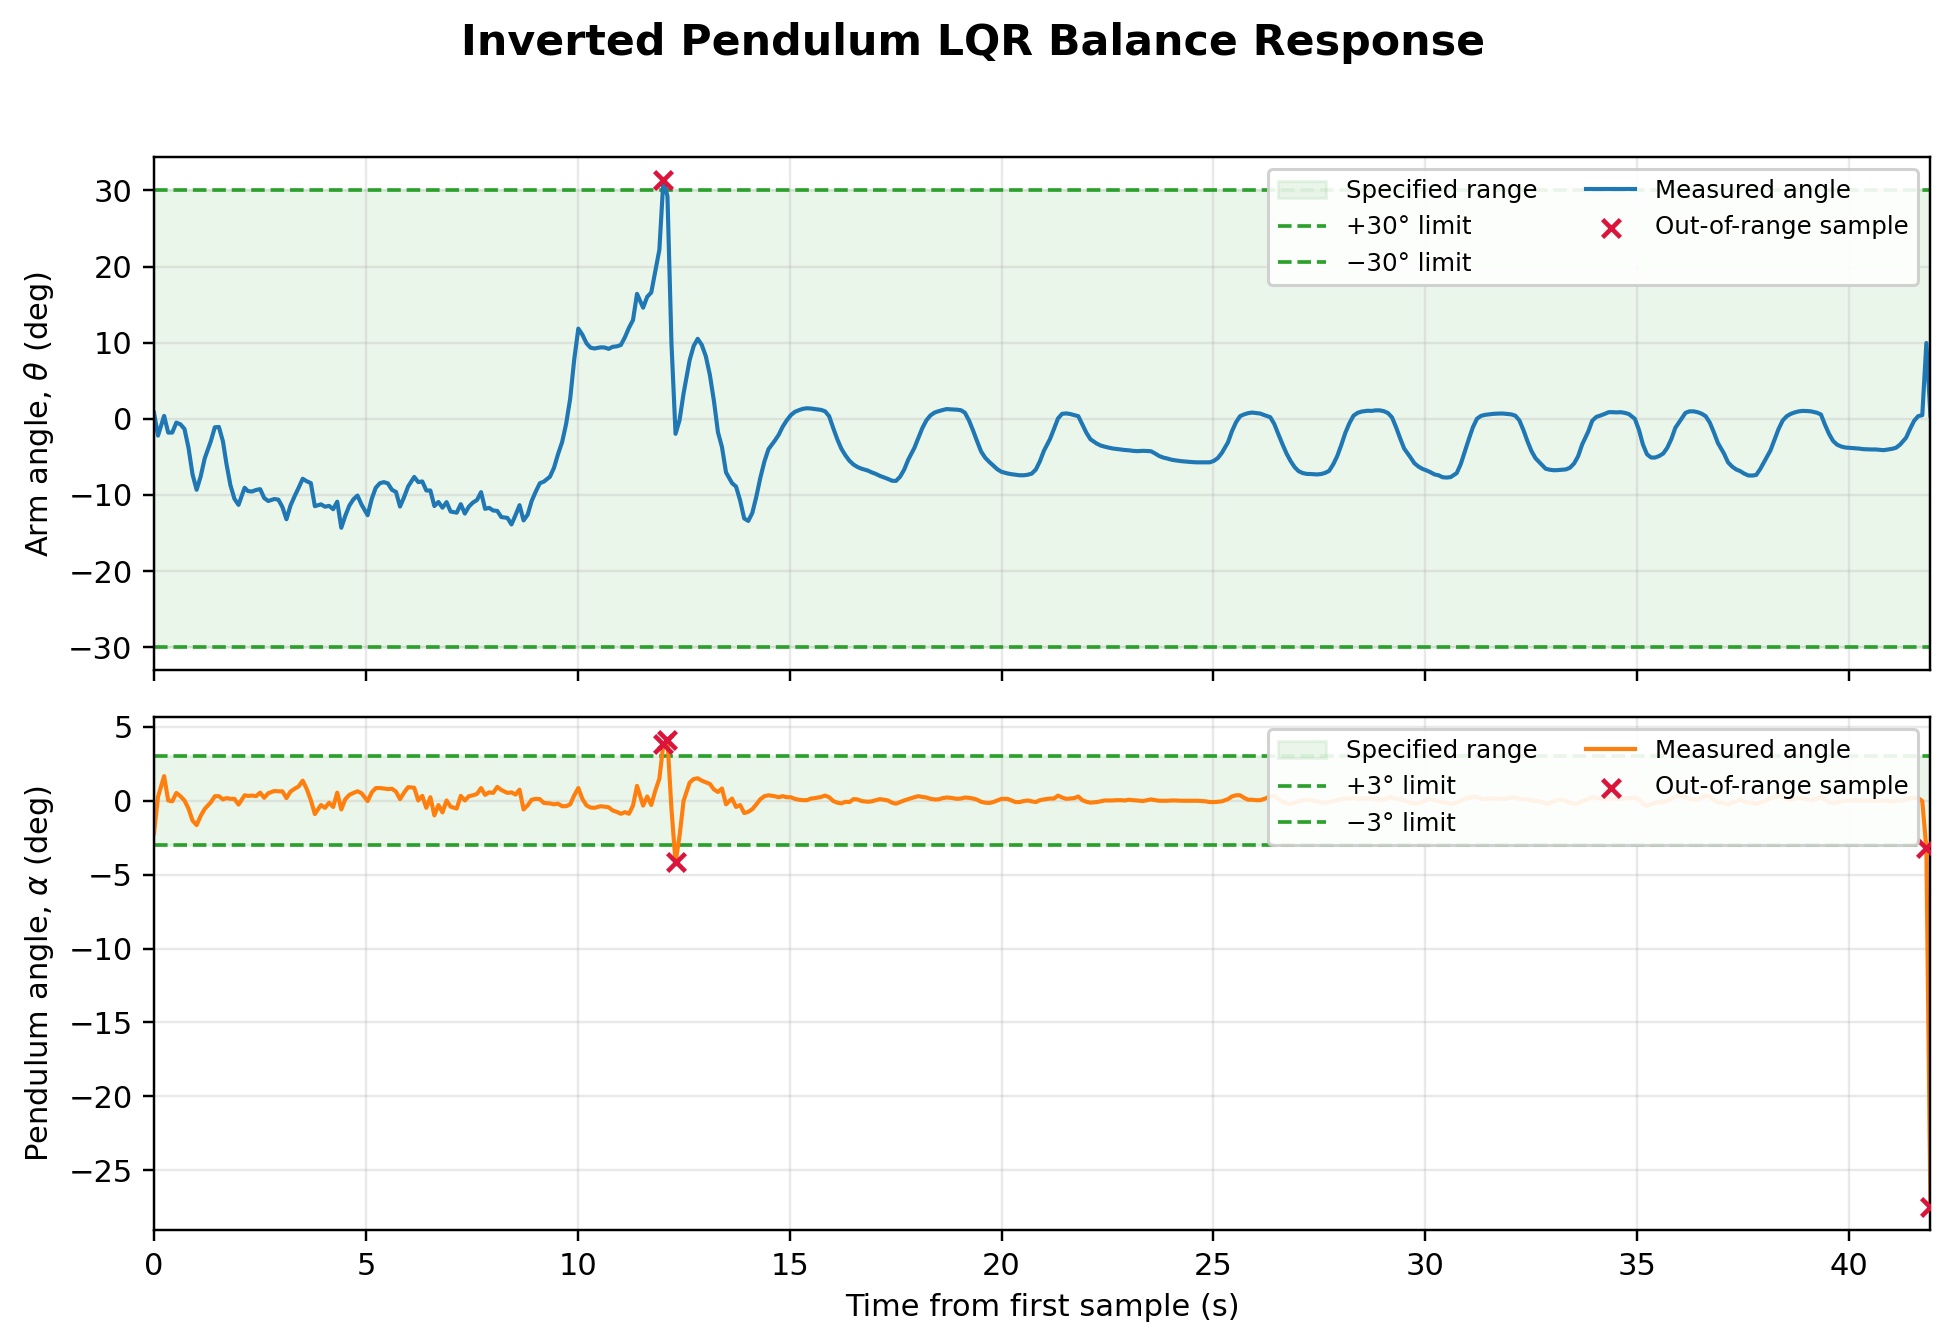 Inverted Pendulum LQR Balance Response
Arm angle, θ (deg)
30
20
10
0
−10
−20
−30
Specified range
+30° limit
−30° limit
Measured angle
Out-of-range sample
Pendulum angle, α (deg)
5
0
−5
−10
−15
−20
−25
Specified range
+3° limit
−3° limit
Measured angle
Out-of-range sample
0 5 10 15 20 25 30 35 40
Time from first sample (s)